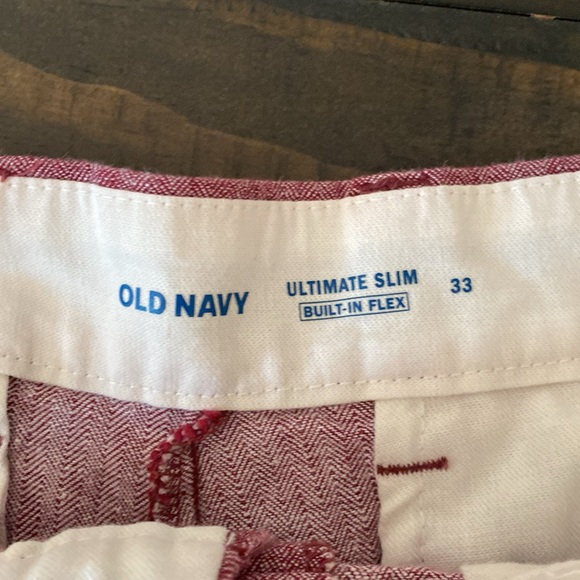 OLD NAVY
ULTIMATE SLIM
BUILT-IN FLEX
33